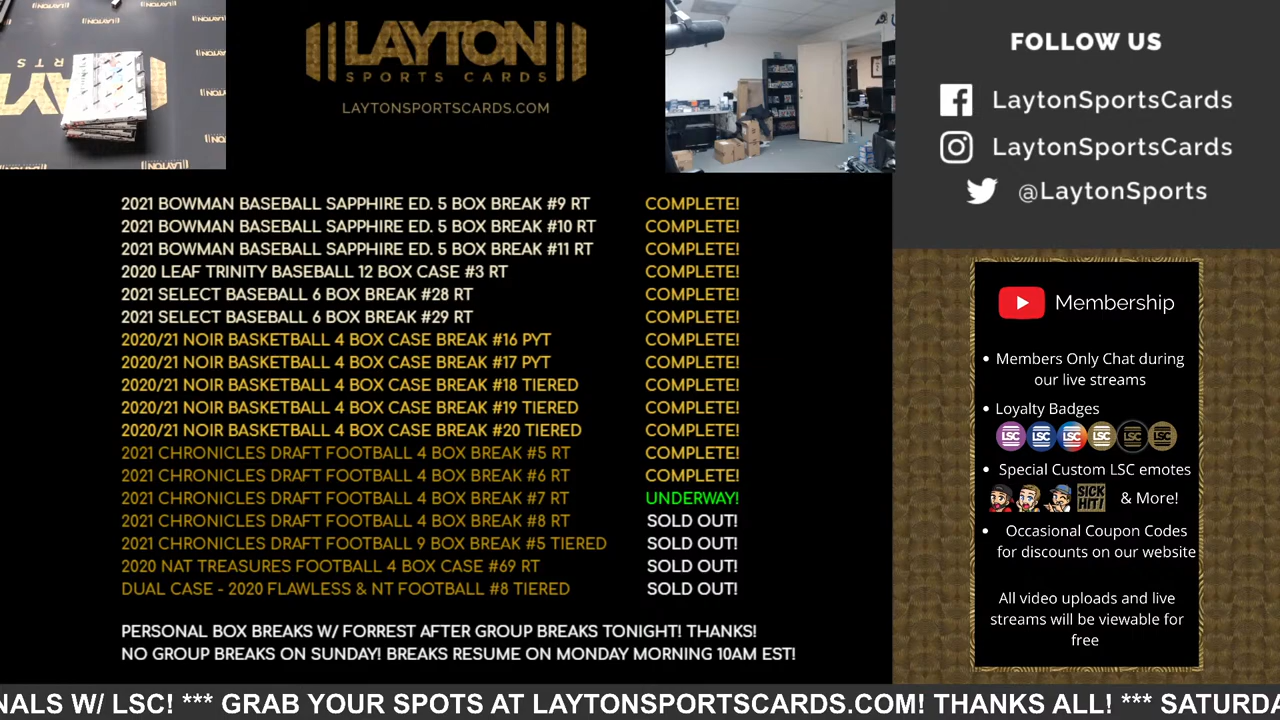 LAYTON
SPORTS CARDS
LAYTONSPORTSCARDS.COM
FOLLOW US
LaytonSportsCards
LaytonSportsCards
@LaytonSports
2021 BOWMAN BASEBALL SAPPHIRE ED. 5 BOX BREAK #9 RT COMPLETE!
2021 BOWMAN BASEBALL SAPPHIRE ED. 5 BOX BREAK #10 RT COMPLETE!
2021 BOWMAN BASEBALL SAPPHIRE ED. 5 BOX BREAK #11 RT COMPLETE!
2020 LEAF TRINITY BASEBALL 12 BOX CASE #3 RT COMPLETE!
2021 SELECT BASEBALL 6 BOX BREAK #28 RT COMPLETE!
2021 SELECT BASEBALL 6 BOX BREAK #29 RT COMPLETE!
2020/21 NOIR BASKETBALL 4 BOX CASE BREAK #16 PYT COMPLETE!
2020/21 NOIR BASKETBALL 4 BOX CASE BREAK #17 PYT COMPLETE!
2020/21 NOIR BASKETBALL 4 BOX CASE BREAK #18 TIERED COMPLETE!
2020/21 NOIR BASKETBALL 4 BOX CASE BREAK #19 TIERED COMPLETE!
2020/21 NOIR BASKETBALL 4 BOX CASE BREAK #20 TIERED COMPLETE!
2021 CHRONICLES DRAFT FOOTBALL 4 BOX BREAK #5 RT COMPLETE!
2021 CHRONICLES DRAFT FOOTBALL 4 BOX BREAK #6 RT COMPLETE!
2021 CHRONICLES DRAFT FOOTBALL 4 BOX BREAK #7 RT UNDERWAY!
2021 CHRONICLES DRAFT FOOTBALL 4 BOX BREAK #8 RT SOLD OUT!
2021 CHRONICLES DRAFT FOOTBALL 9 BOX BREAK #5 TIERED SOLD OUT!
2020 NAT TREASURES FOOTBALL 4 BOX CASE #69 RT SOLD OUT!
DUAL CASE - 2020 FLAWLESS & NT FOOTBALL #8 TIERED SOLD OUT!
PERSONAL BOX BREAKS W/ FORREST AFTER GROUP BREAKS TONIGHT! THANKS!
NO GROUP BREAKS ON SUNDAY! BREAKS RESUME ON MONDAY MORNING 10AM EST!
Membership
• Members Only Chat during
our live streams
• Loyalty Badges
LSC LSC LSC LSC LSC LSC
• Special Custom LSC emotes
SICK HIT! & More!
• Occasional Coupon Codes
for discounts on our website
All video uploads and live
streams will be viewable for
free
NALS W/ LSC! *** GRAB YOUR SPOTS AT LAYTONSPORTSCARDS.COM! THANKS ALL! *** SATURDA